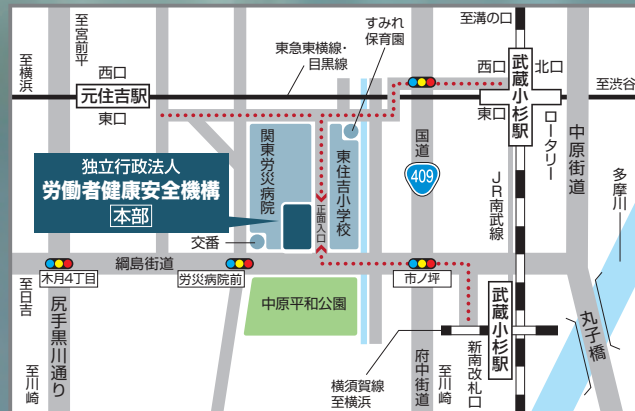 至横浜
至宮前平
西口
元住吉駅
東口
東急東横線・
目黒線
すみれ
保育園
至溝の口
西口
北口
武蔵小杉駅
東口
ロータリー
至渋谷
中原街道
多摩川
国道
409
JR南武線
関東労災病院
東住吉小学校
正面入口
独立行政法人
労働者健康安全機構
本部
交番
綱島街道
木月4丁目
労災病院前
市ノ坪
至日吉
尻手黒川通り
至川崎
中原平和公園
横須賀線
至横浜
府中街道
至川崎
新南改札口
武蔵小杉駅
丸子橋